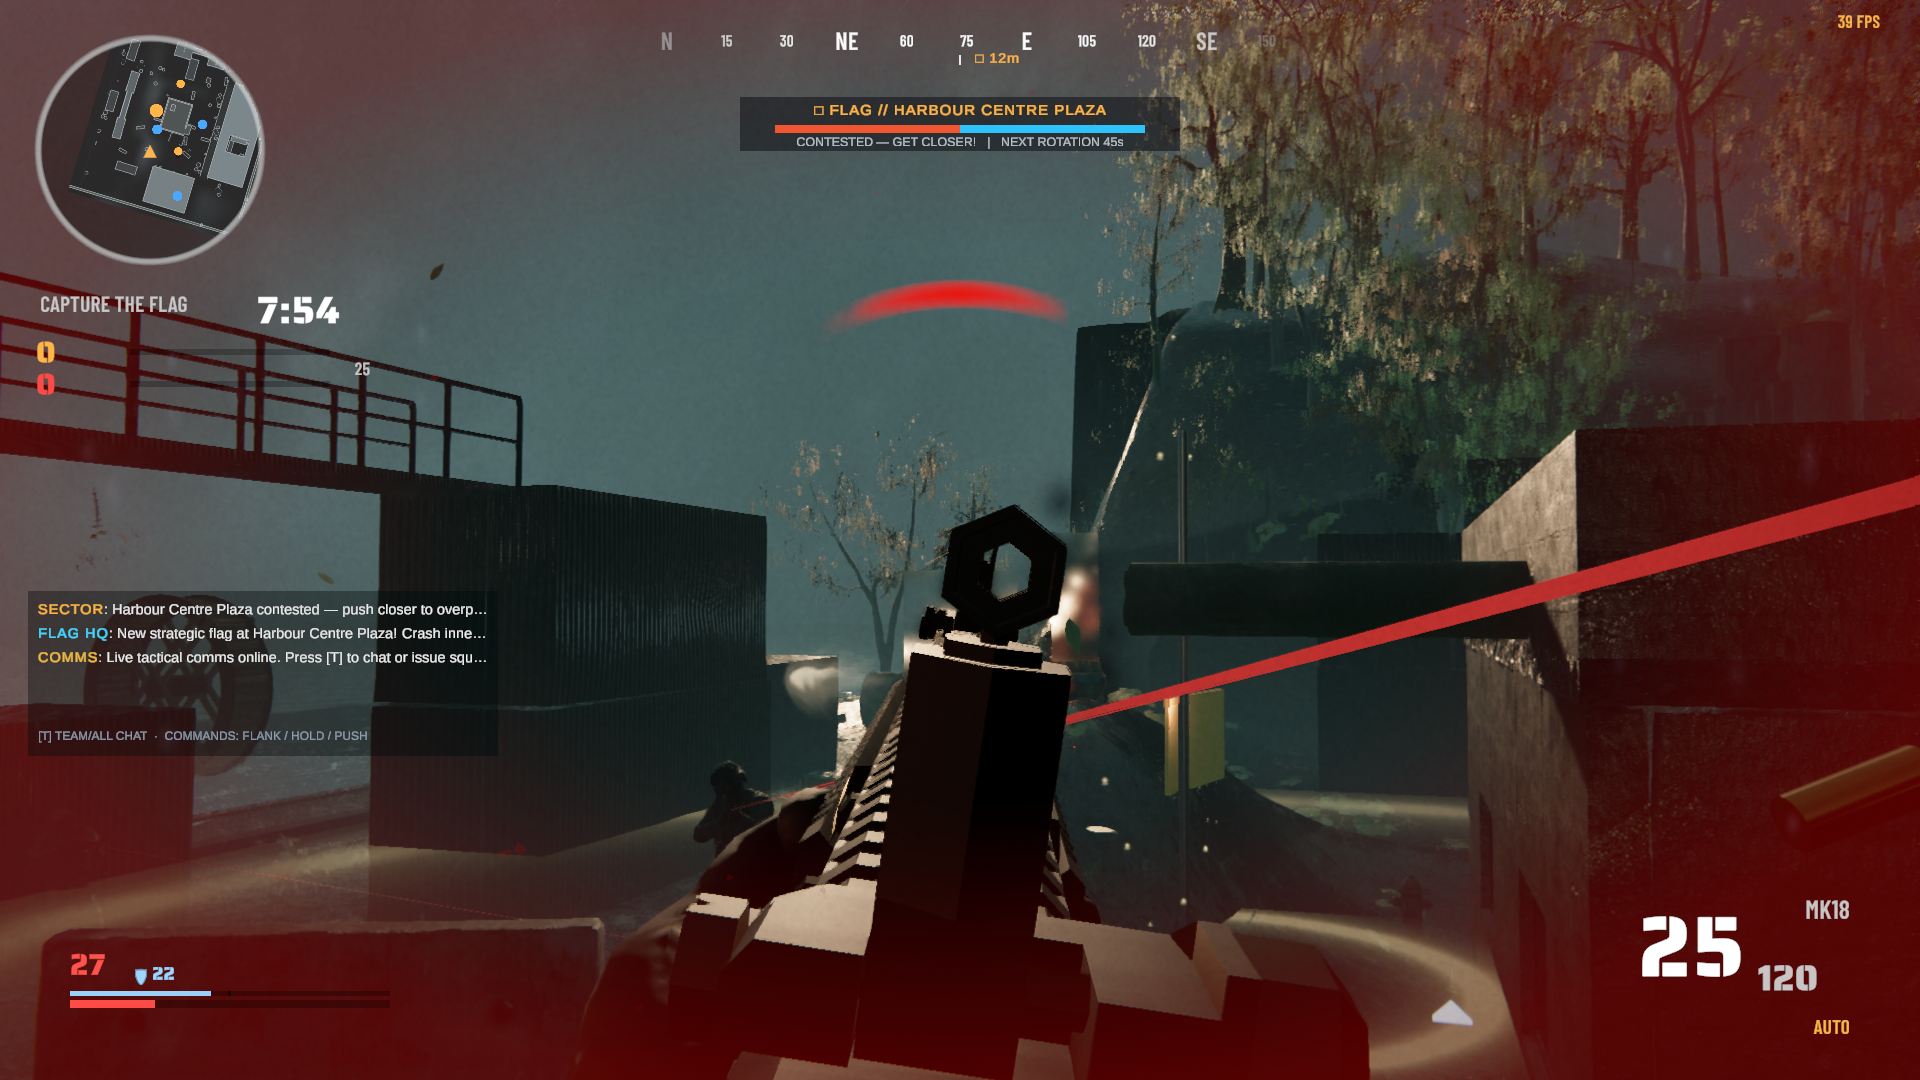 39 FPS
N 15 30 NE 60 75 E 105 120 SE 150
12m
FLAG // HARBOUR CENTRE PLAZA
CONTESTED — GET CLOSER! | NEXT ROTATION 45s
CAPTURE THE FLAG 7:54
0
25
0
SECTOR: Harbour Centre Plaza contested — push closer to overp...
FLAG HQ: New strategic flag at Harbour Centre Plaza! Crash inne...
COMMS: Live tactical comms online. Press [T] to chat or issue squ...
[T] TEAM/ALL CHAT · COMMANDS: FLANK / HOLD / PUSH
27 22
MK18
25 120
AUTO